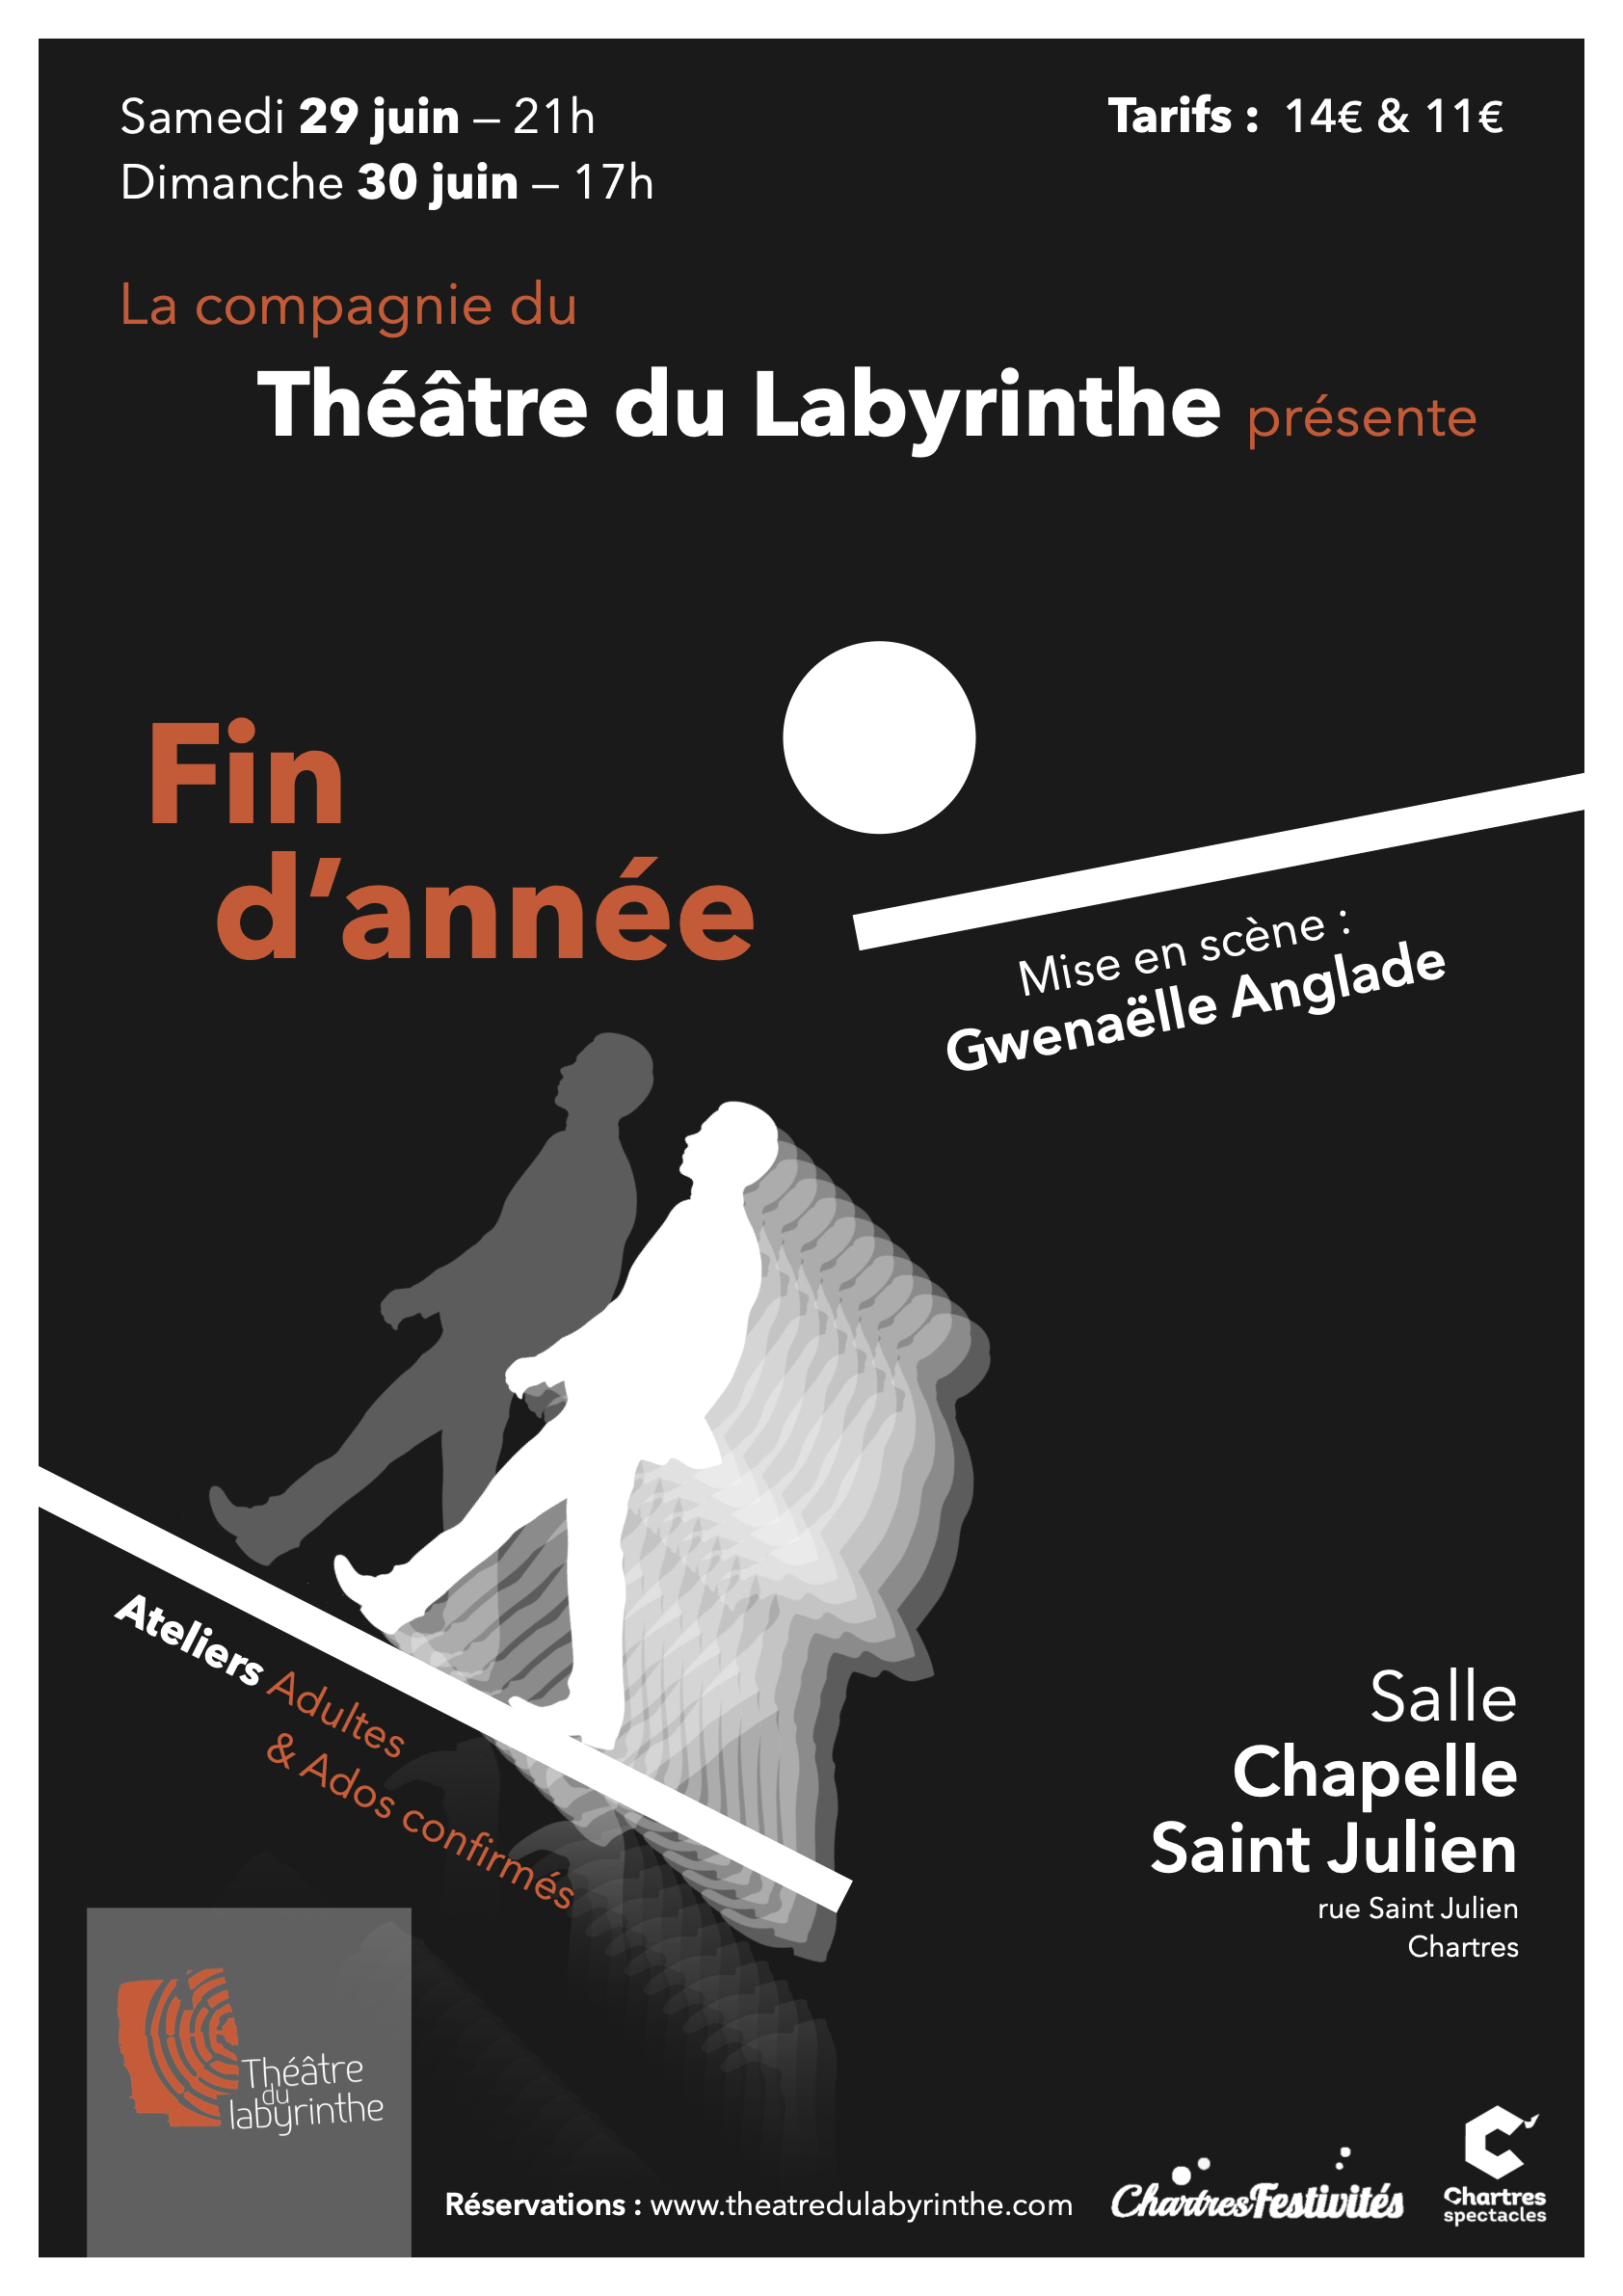 Samedi 29 juin – 21h
Dimanche 30 juin – 17h
Tarifs : 14€ & 11€
La compagnie du
Théâtre du Labyrinthe présente
Fin
d’année
Mise en scène :
Gwenaëlle Anglade
Ateliers Adultes
& Ados confirmés
Salle
Chapelle
Saint Julien
rue Saint Julien
Chartres
Théâtre
du
labyrinthe
Réservations : www.theatredulabyrinthe.com
ChartresFestivités
Chartres
spectacles